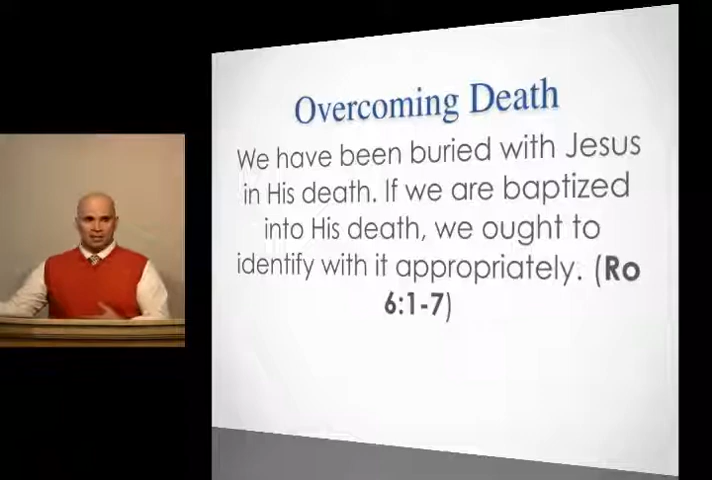 Overcoming Death
We have been buried with Jesus
in His death. If we are baptized
into His death, we ought to
identify with it appropriately. (Ro
6:1-7)